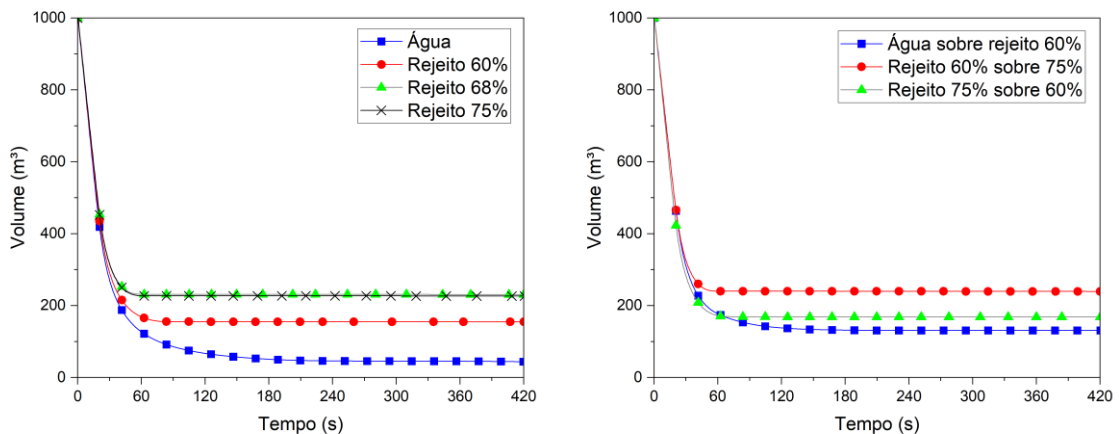 1000
800
600
400
200
0
Volume (m³)
0 60 120 180 240 300 360 420
Tempo (s)
Água
Rejeito 60%
Rejeito 68%
Rejeito 75%
1000
800
600
400
200
0
Volume (m³)
0 60 120 180 240 300 360 420
Tempo (s)
Água sobre rejeito 60%
Rejeito 60% sobre 75%
Rejeito 75% sobre 60%